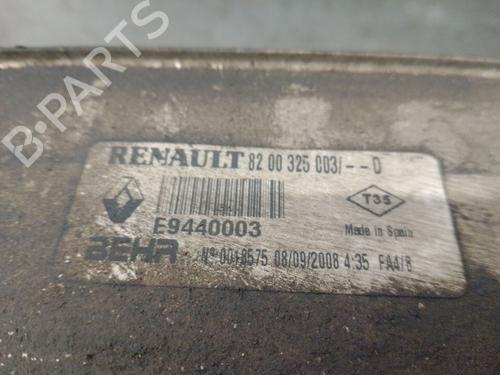 RENAULT 82 00 325 003/--D
T35
E9440003
Made in Spain
BEHR Nº 0018575 08/09/2008 4:35 FA4/B
B-PARTS